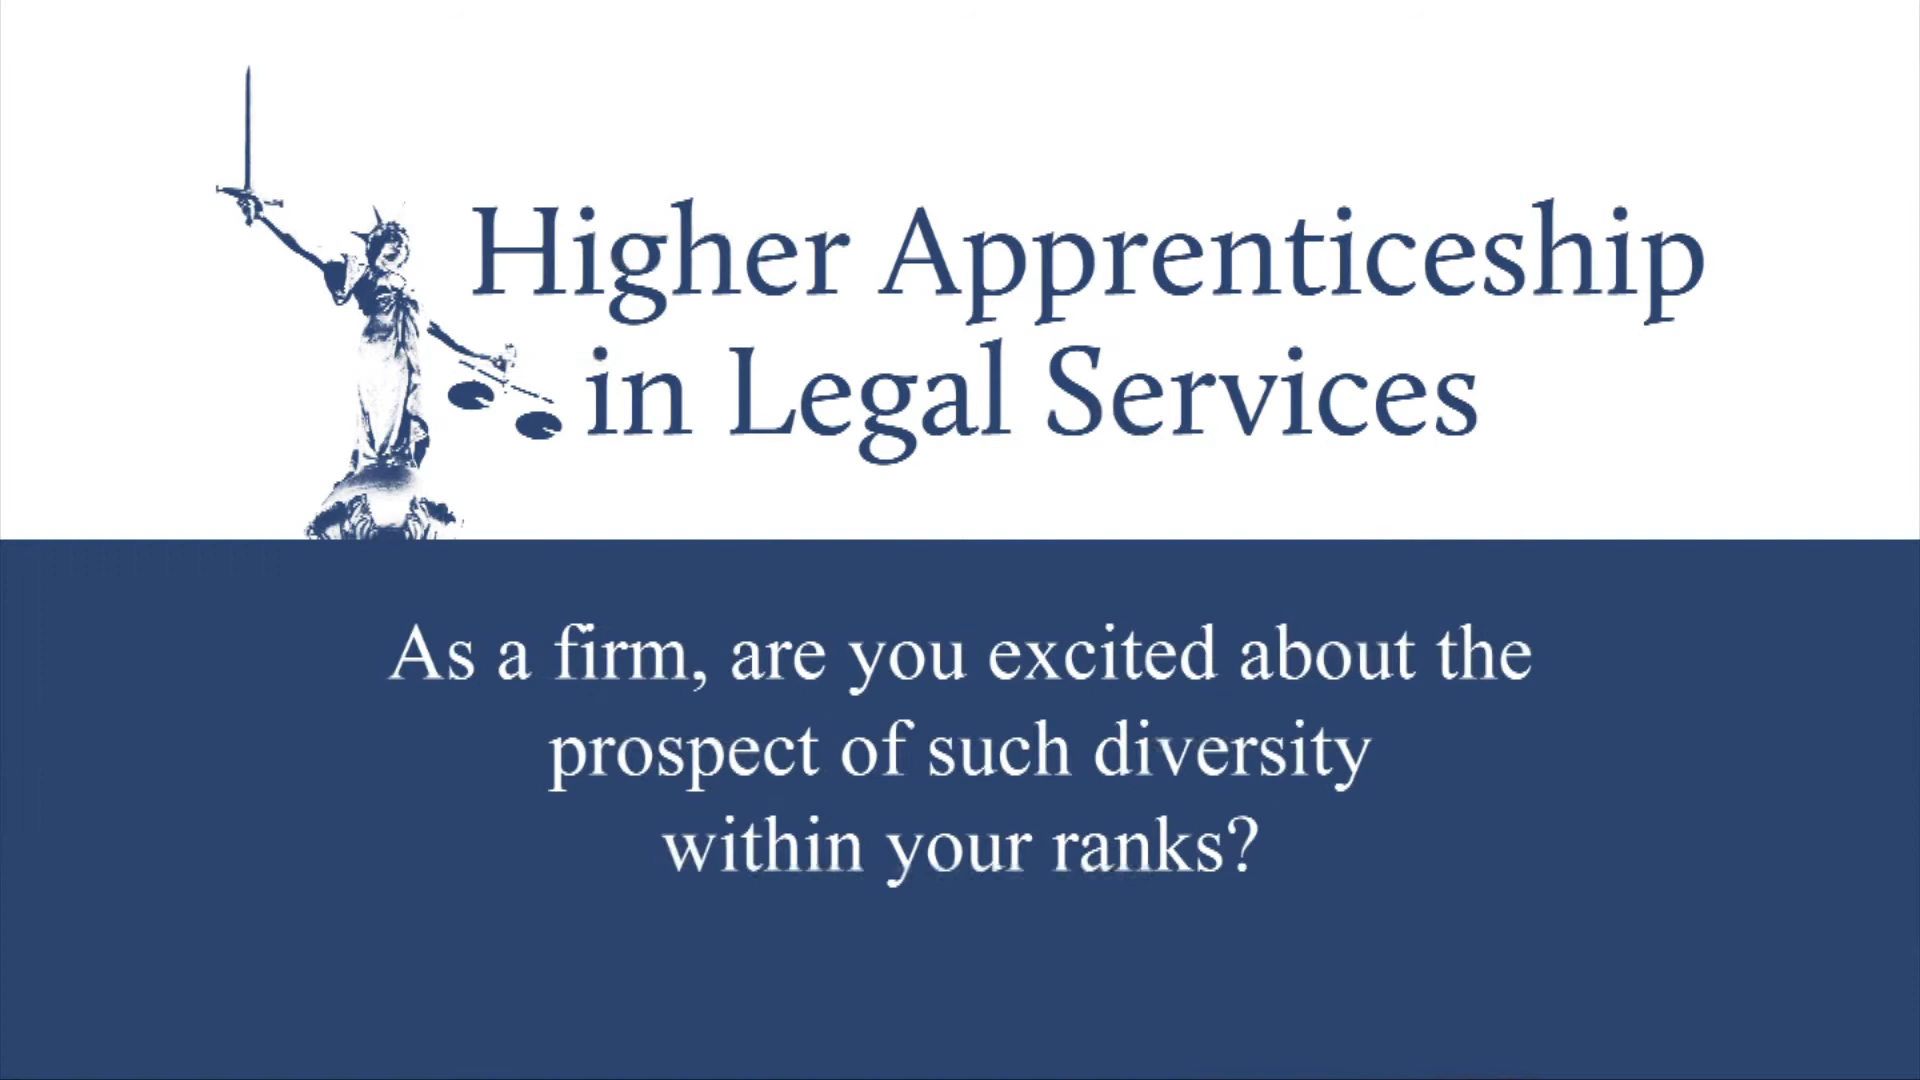 Higher Apprenticeship
in Legal Services
As a firm, are you excited about the
prospect of such diversity
within your ranks?